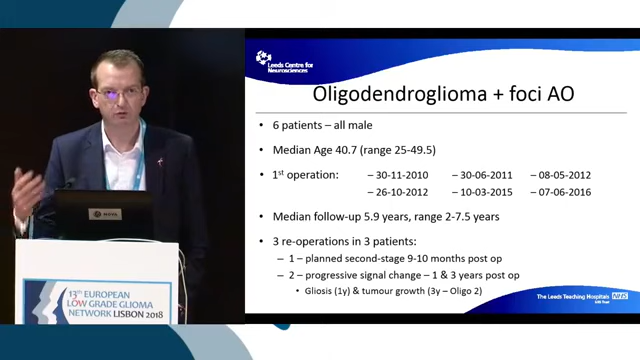 Leeds Centre for
Neurosciences
Oligodendroglioma + foci AO
• 6 patients – all male
• Median Age 40.7 (range 25-49.5)
• 1st operation: – 30-11-2010 – 30-06-2011 – 08-05-2012
– 26-10-2012 – 10-03-2015 – 07-06-2016
• Median follow-up 5.9 years, range 2-7.5 years
• 3 re-operations in 3 patients:
– 1 – planned second-stage 9-10 months post op
– 2 – progressive signal change – 1 & 3 years post op
• Gliosis (1y) & tumour growth (3y – Oligo 2)
The Leeds Teaching Hospitals NHS
NHS Trust
13th EUROPEAN
LOW GRADE GLIOMA
NETWORK LISBON 2018